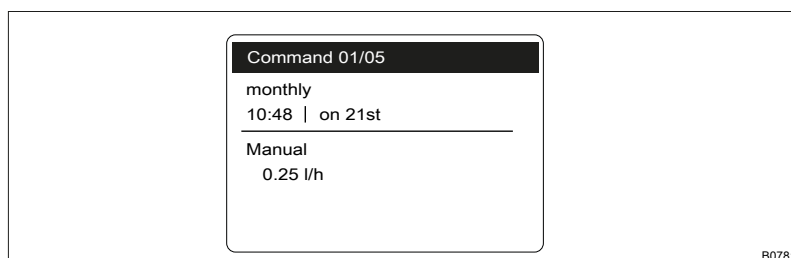 Command 01/05
monthly
10:48 | on 21st
Manual
0.25 l/h
B078